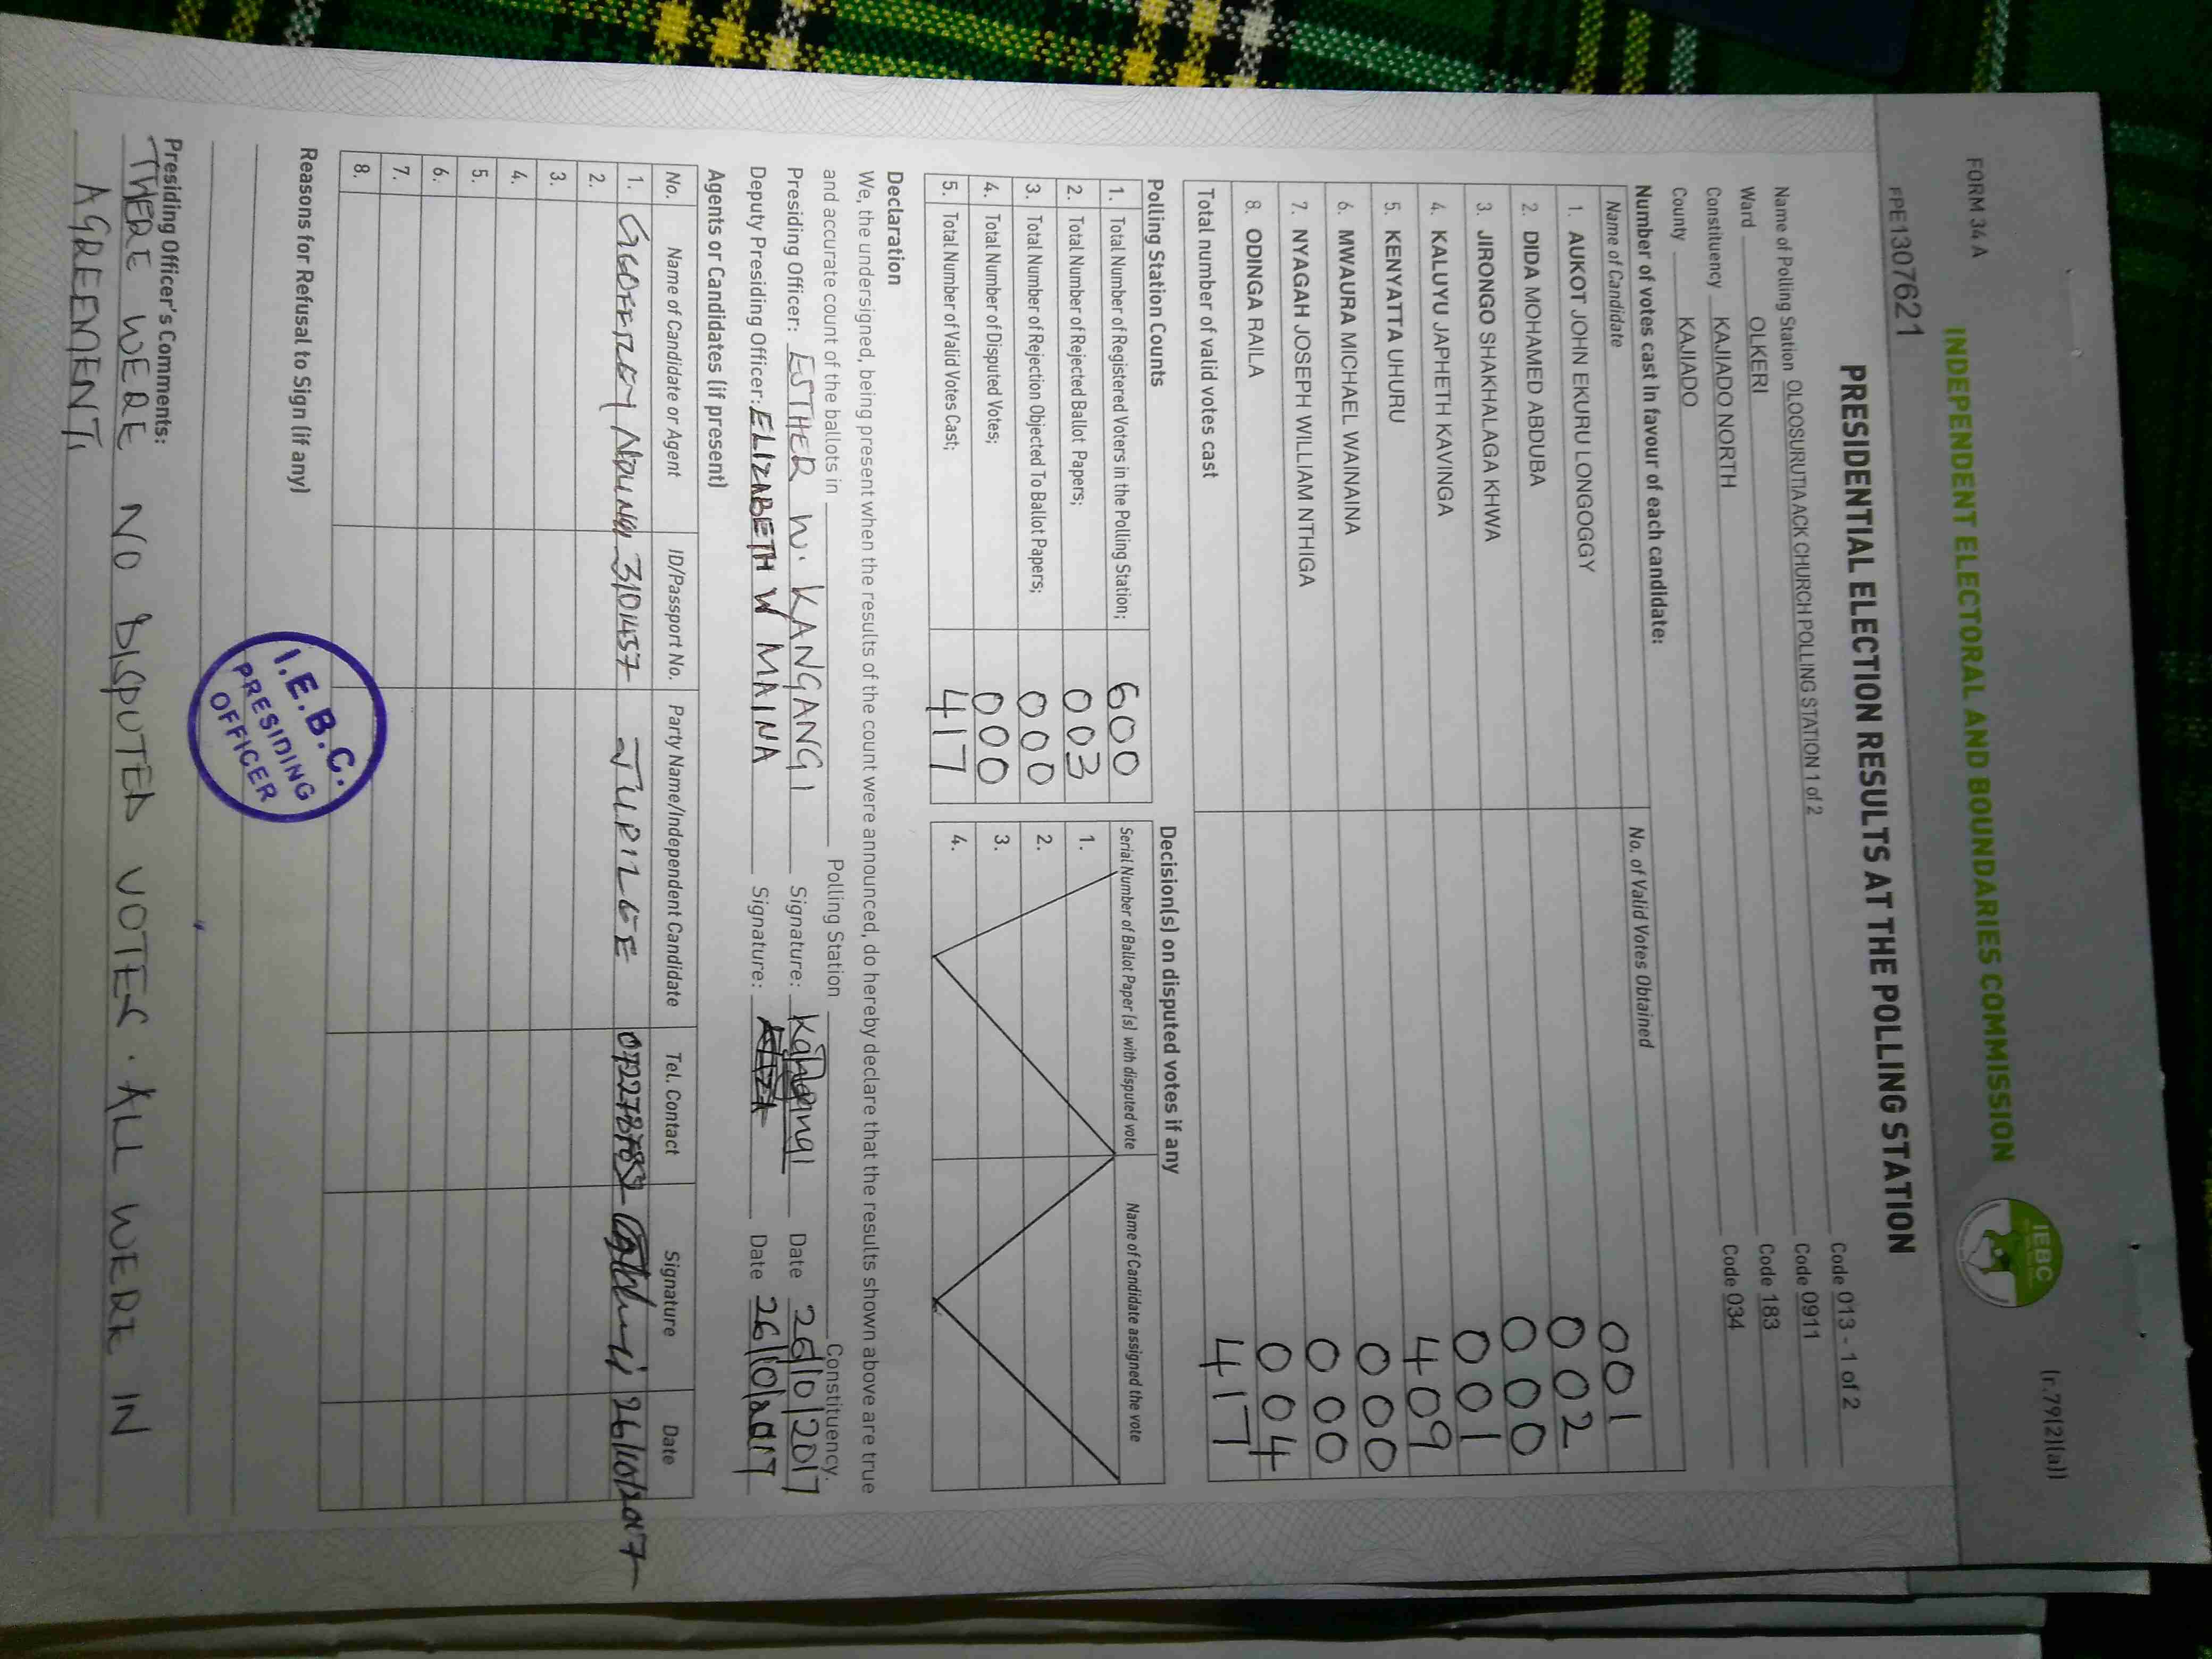 FORM 34 A
(r.79(2)(a))
INDEPENDENT ELECTORAL AND BOUNDARIES COMMISSION
IEBC
FPE1307621
PRESIDENTIAL ELECTION RESULTS AT THE POLLING STATION
Name of Polling Station OLOOSURUTIA ACK CHURCH POLLING STATION 1 of 2 Code 013 - 1 of 2
Ward OLKERI Code 0911
Constituency KAJIADO NORTH Code 183
County KAJIADO Code 034
Number of votes cast in favour of each candidate:
Name of Candidate No. of Valid Votes Obtained
1. AUKOT JOHN EKURU LONGOGGY 001
2. DIDA MOHAMED ABDUBA 002
3. JIRONGO SHAKHALAGA KHWA 000
4. KALUYU JAPHETH KAVINGA 001
5. KENYATTA UHURU 409
6. MWAURA MICHAEL WAINAINA 000
7. NYAGAH JOSEPH WILLIAM NTHIGA 000
8. ODINGA RAILA 004
Total number of valid votes cast 417
Polling Station Counts
1. Total Number of Registered Voters in the Polling Station; 600
2. Total Number of Rejected Ballot Papers; 003
3. Total Number of Rejection Objected To Ballot Papers; 000
4. Total Number of Disputed Votes; 000
5. Total Number of Valid Votes Cast; 417
Decision(s) on disputed votes if any
Serial Number of Ballot Paper (s) with disputed vote Name of Candidate assigned the vote
1.
2.
3.
4.
Declaration
We, the undersigned, being present when the results of the count were announced, do hereby declare that the results shown above are true
and accurate count of the ballots in Polling Station Constituency.
Presiding Officer: ESTHER W. KANGANGI Signature: Kangangi Date 26/10/2017
Deputy Presiding Officer: ELIZABETH W MAINA Signature: Date 26/10/2017
Agents or Candidates (if present)
No. Name of Candidate or Agent ID/Passport No. Party Name/Independent Candidate Tel. Contact Signature Date
1. 3101457 JUBILEE 26/10/2017
2.
3.
4.
5.
6.
7.
8.
Reasons for Refusal to Sign (if any)
I.E.B.C.
PRESIDING
OFFICER
Presiding Officer's Comments:
THERE WERE NO DISPUTED VOTES. ALL WERE IN
AGREEMENT.